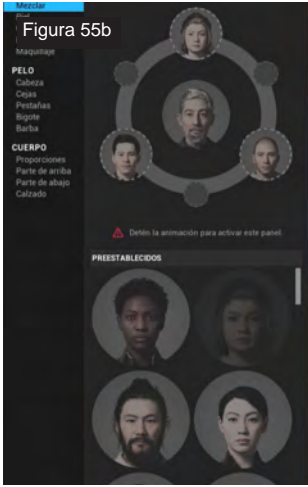 Mezclar
Figura 55b
Maquillaje
PELO
Cabeza
Cejas
Pestañas
Bigote
Barba
CUERPO
Proporciones
Parte de arriba
Parte de abajo
Calzado
Detén la animación para activar este panel.
PREESTABLECIDOS